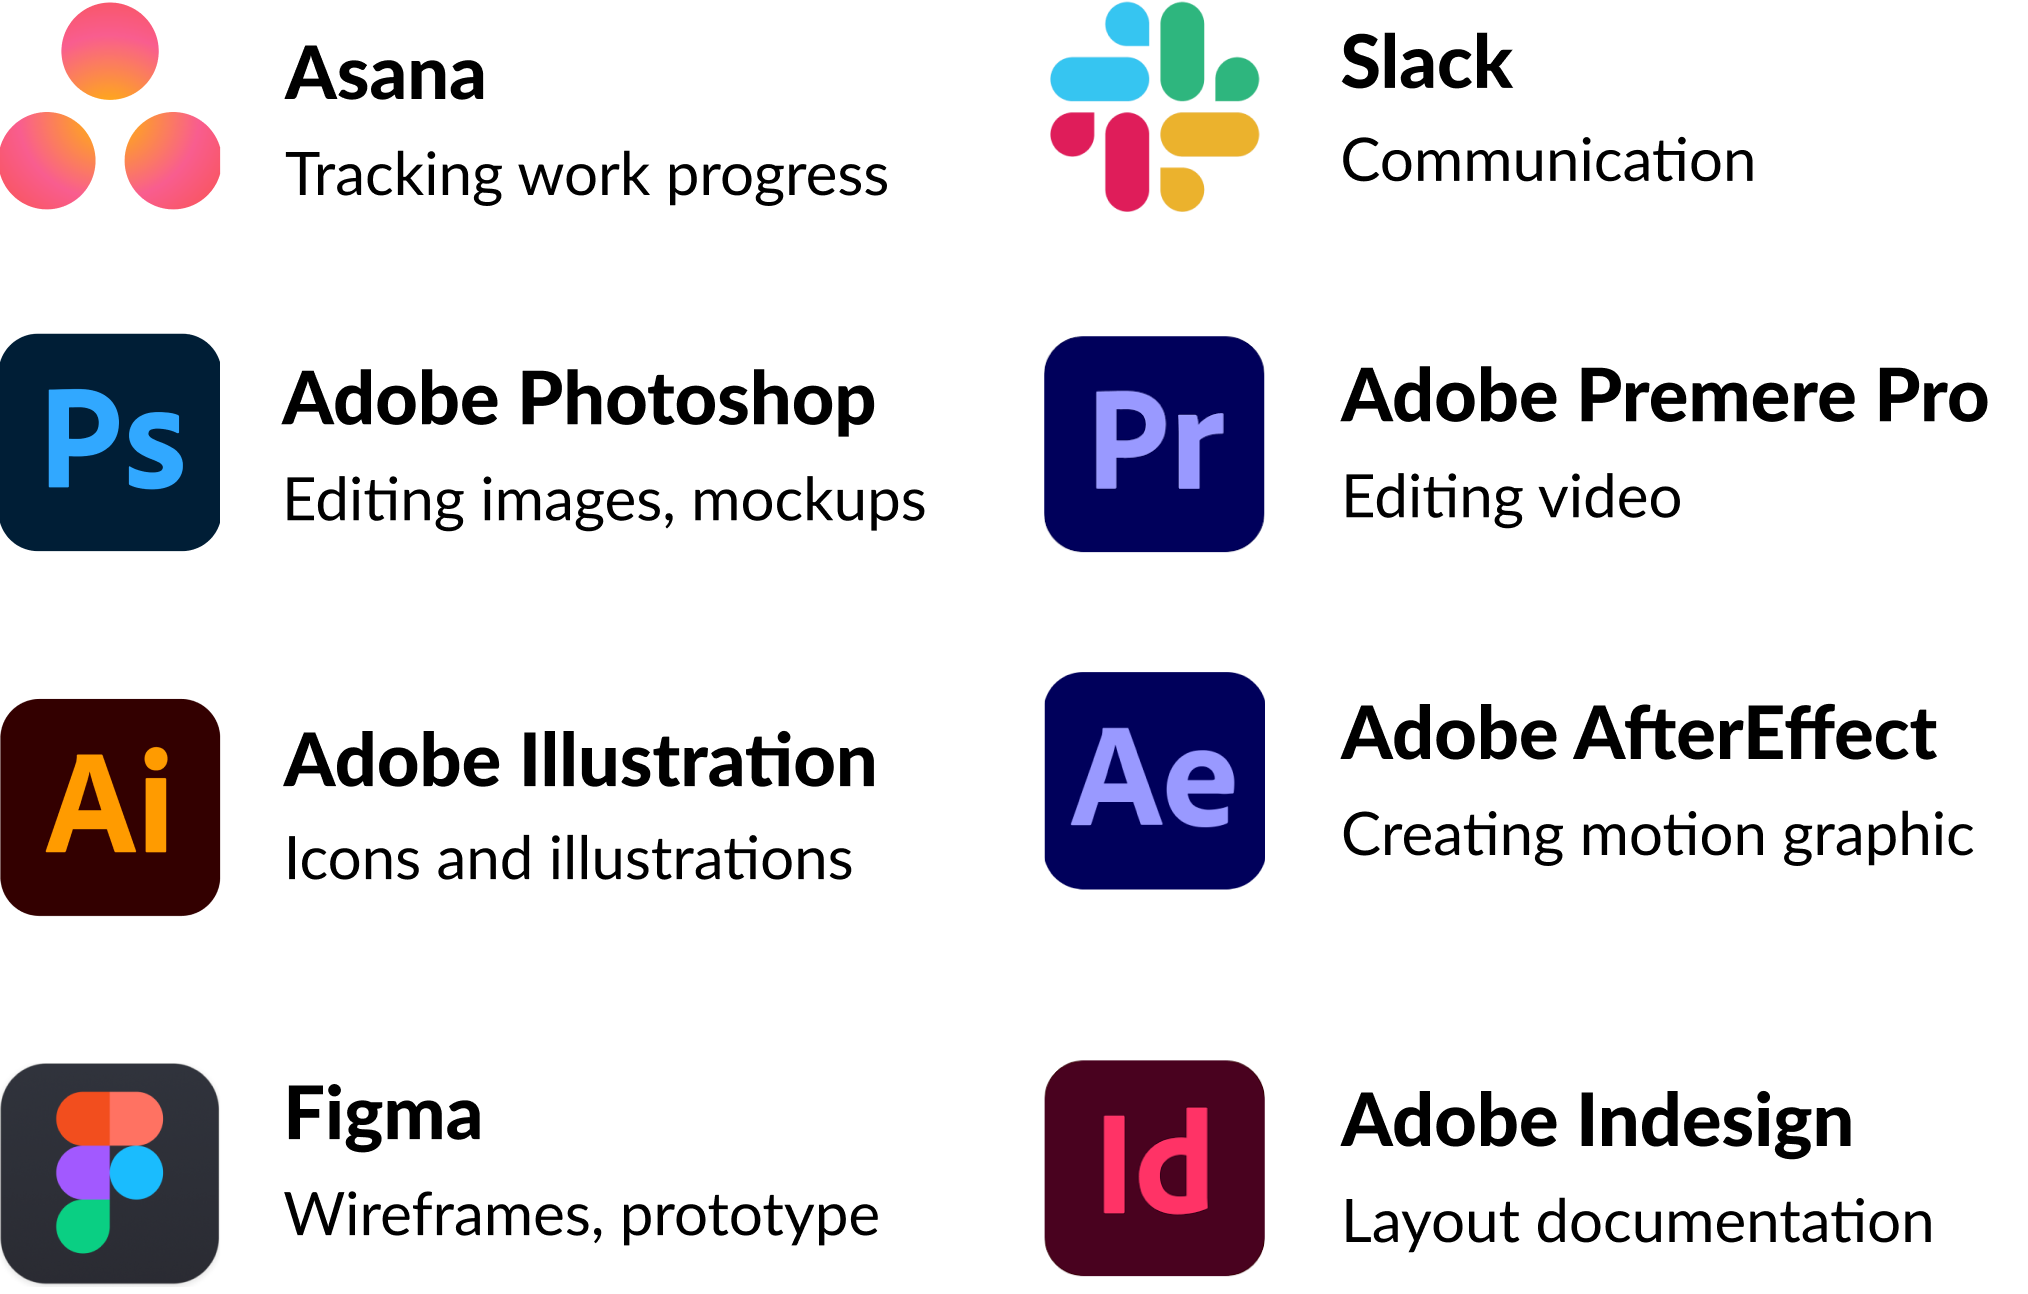 Asana
Tracking work progress
Slack
Communication
Ps
Adobe Photoshop
Editing images, mockups
Pr
Adobe Premere Pro
Editing video
Ai
Adobe Illustration
Icons and illustrations
Ae
Adobe AfterEffect
Creating motion graphic
Figma
Wireframes, prototype
Id
Adobe Indesign
Layout documentation